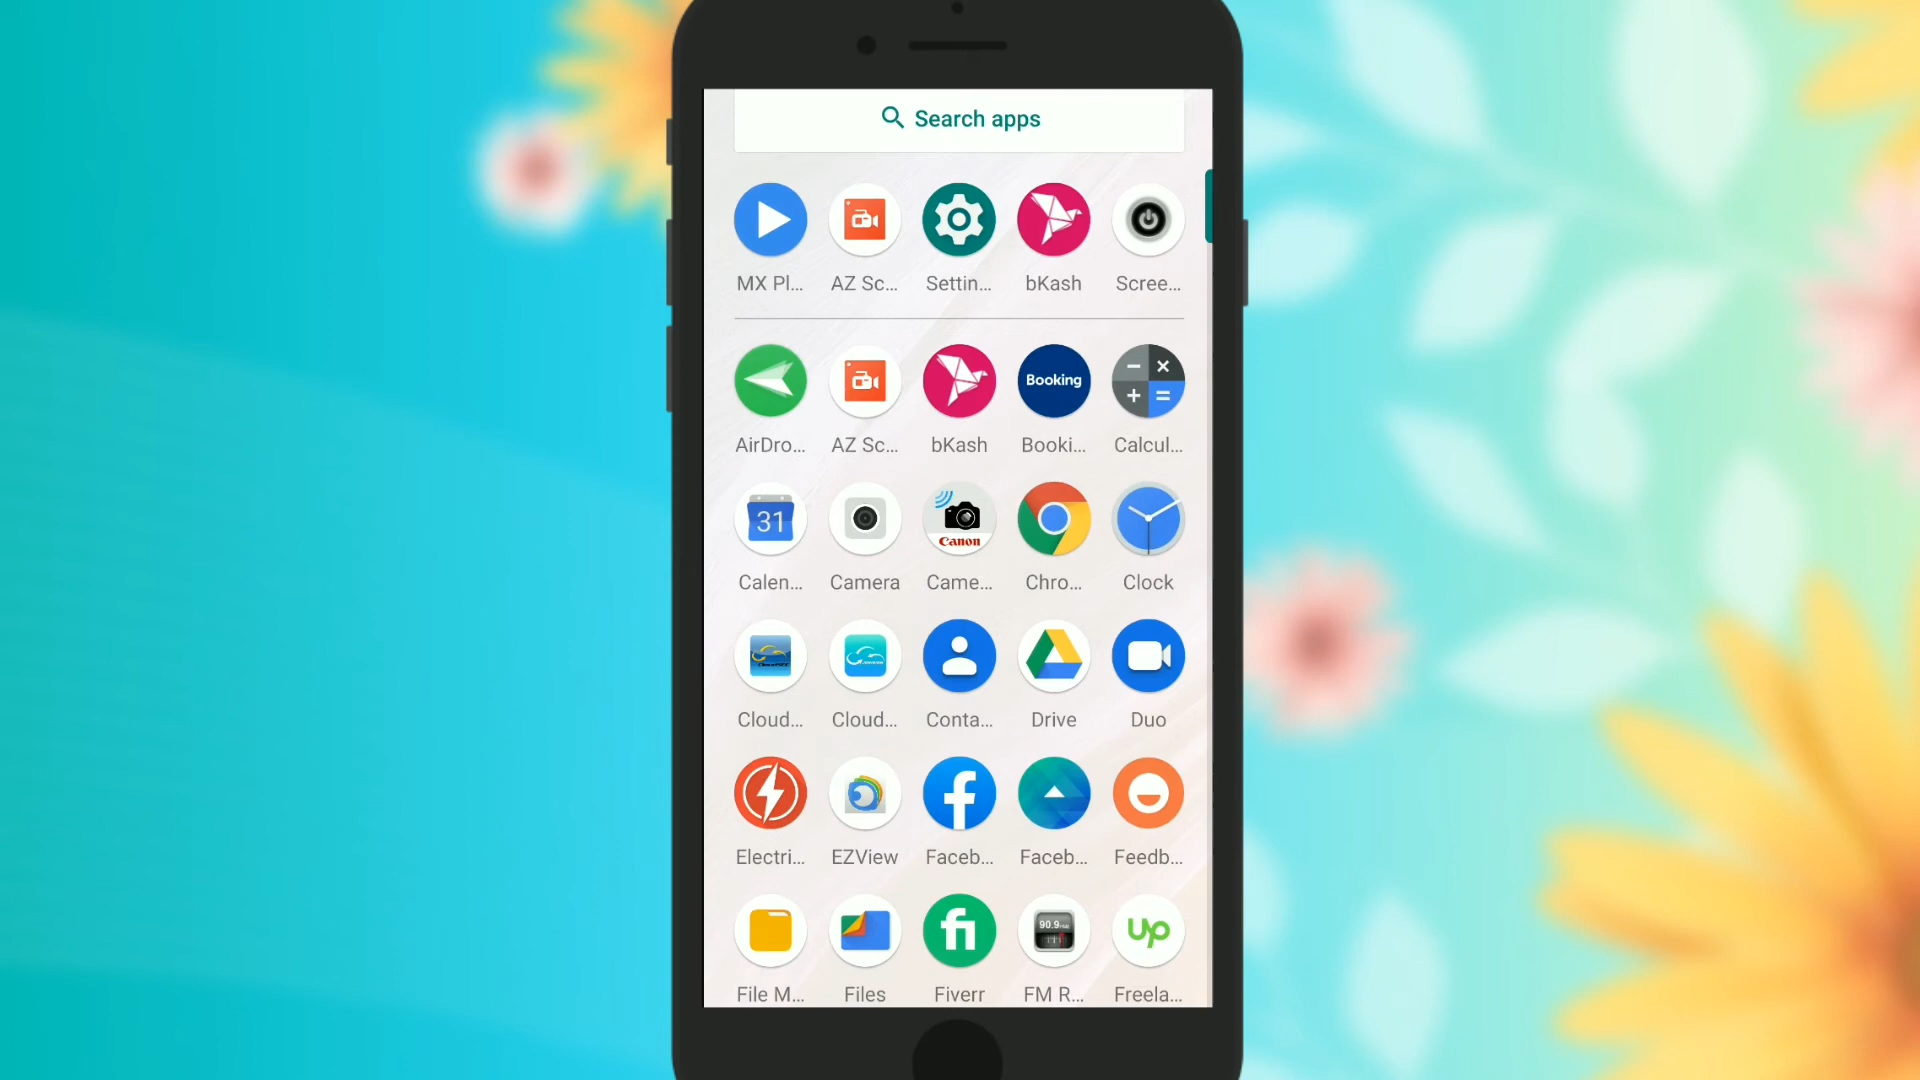 Search apps
MX Pl... AZ Sc... Settin... bKash Scree...
Booking
AirDro... AZ Sc... bKash Booki... Calcul...
31
Canon
Calen... Camera Came... Chro... Clock
Cloud... Cloud... Conta... Drive Duo
Electri... EZView Faceb... Faceb... Feedb...
fi 90.9 up
File M... Files Fiverr FM R... Freela...